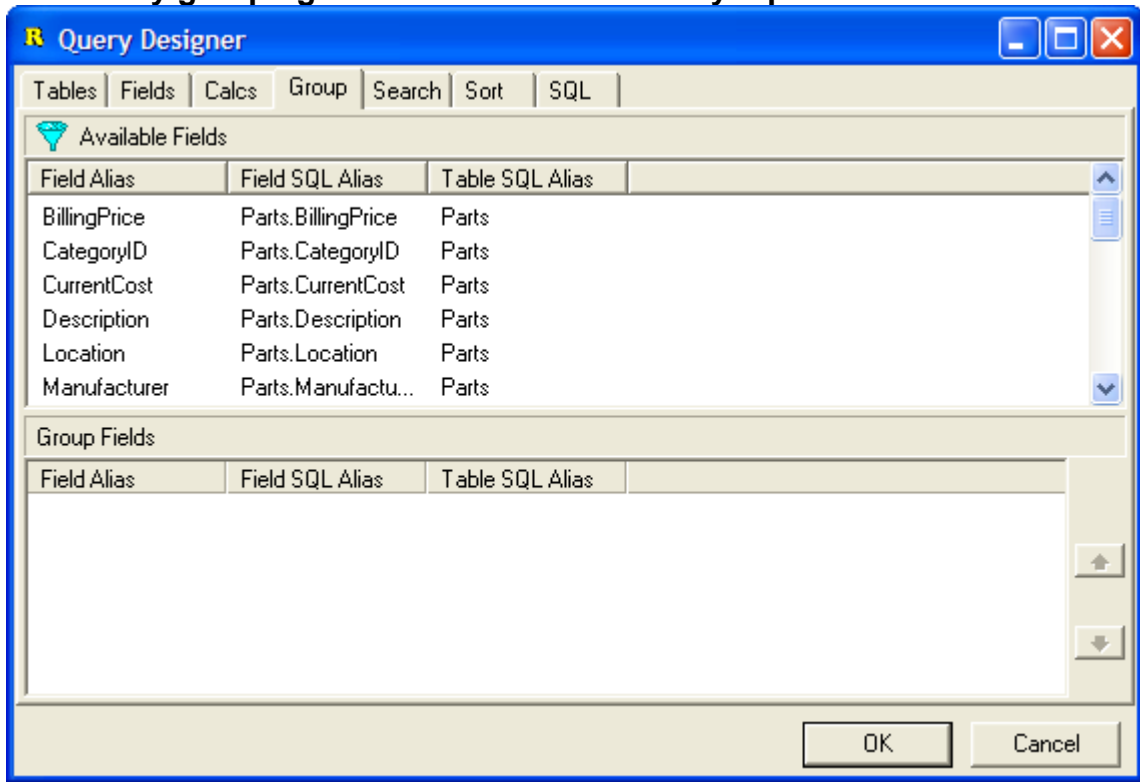 R Query Designer
Tables Fields Calcs Group Search Sort SQL
Available Fields
Field Alias Field SQL Alias Table SQL Alias
BillingPrice Parts.BillingPrice Parts
CategoryID Parts.CategoryID Parts
CurrentCost Parts.CurrentCost Parts
Description Parts.Description Parts
Location Parts.Location Parts
Manufacturer Parts.Manufactu... Parts
Group Fields
Field Alias Field SQL Alias Table SQL Alias
OK Cancel